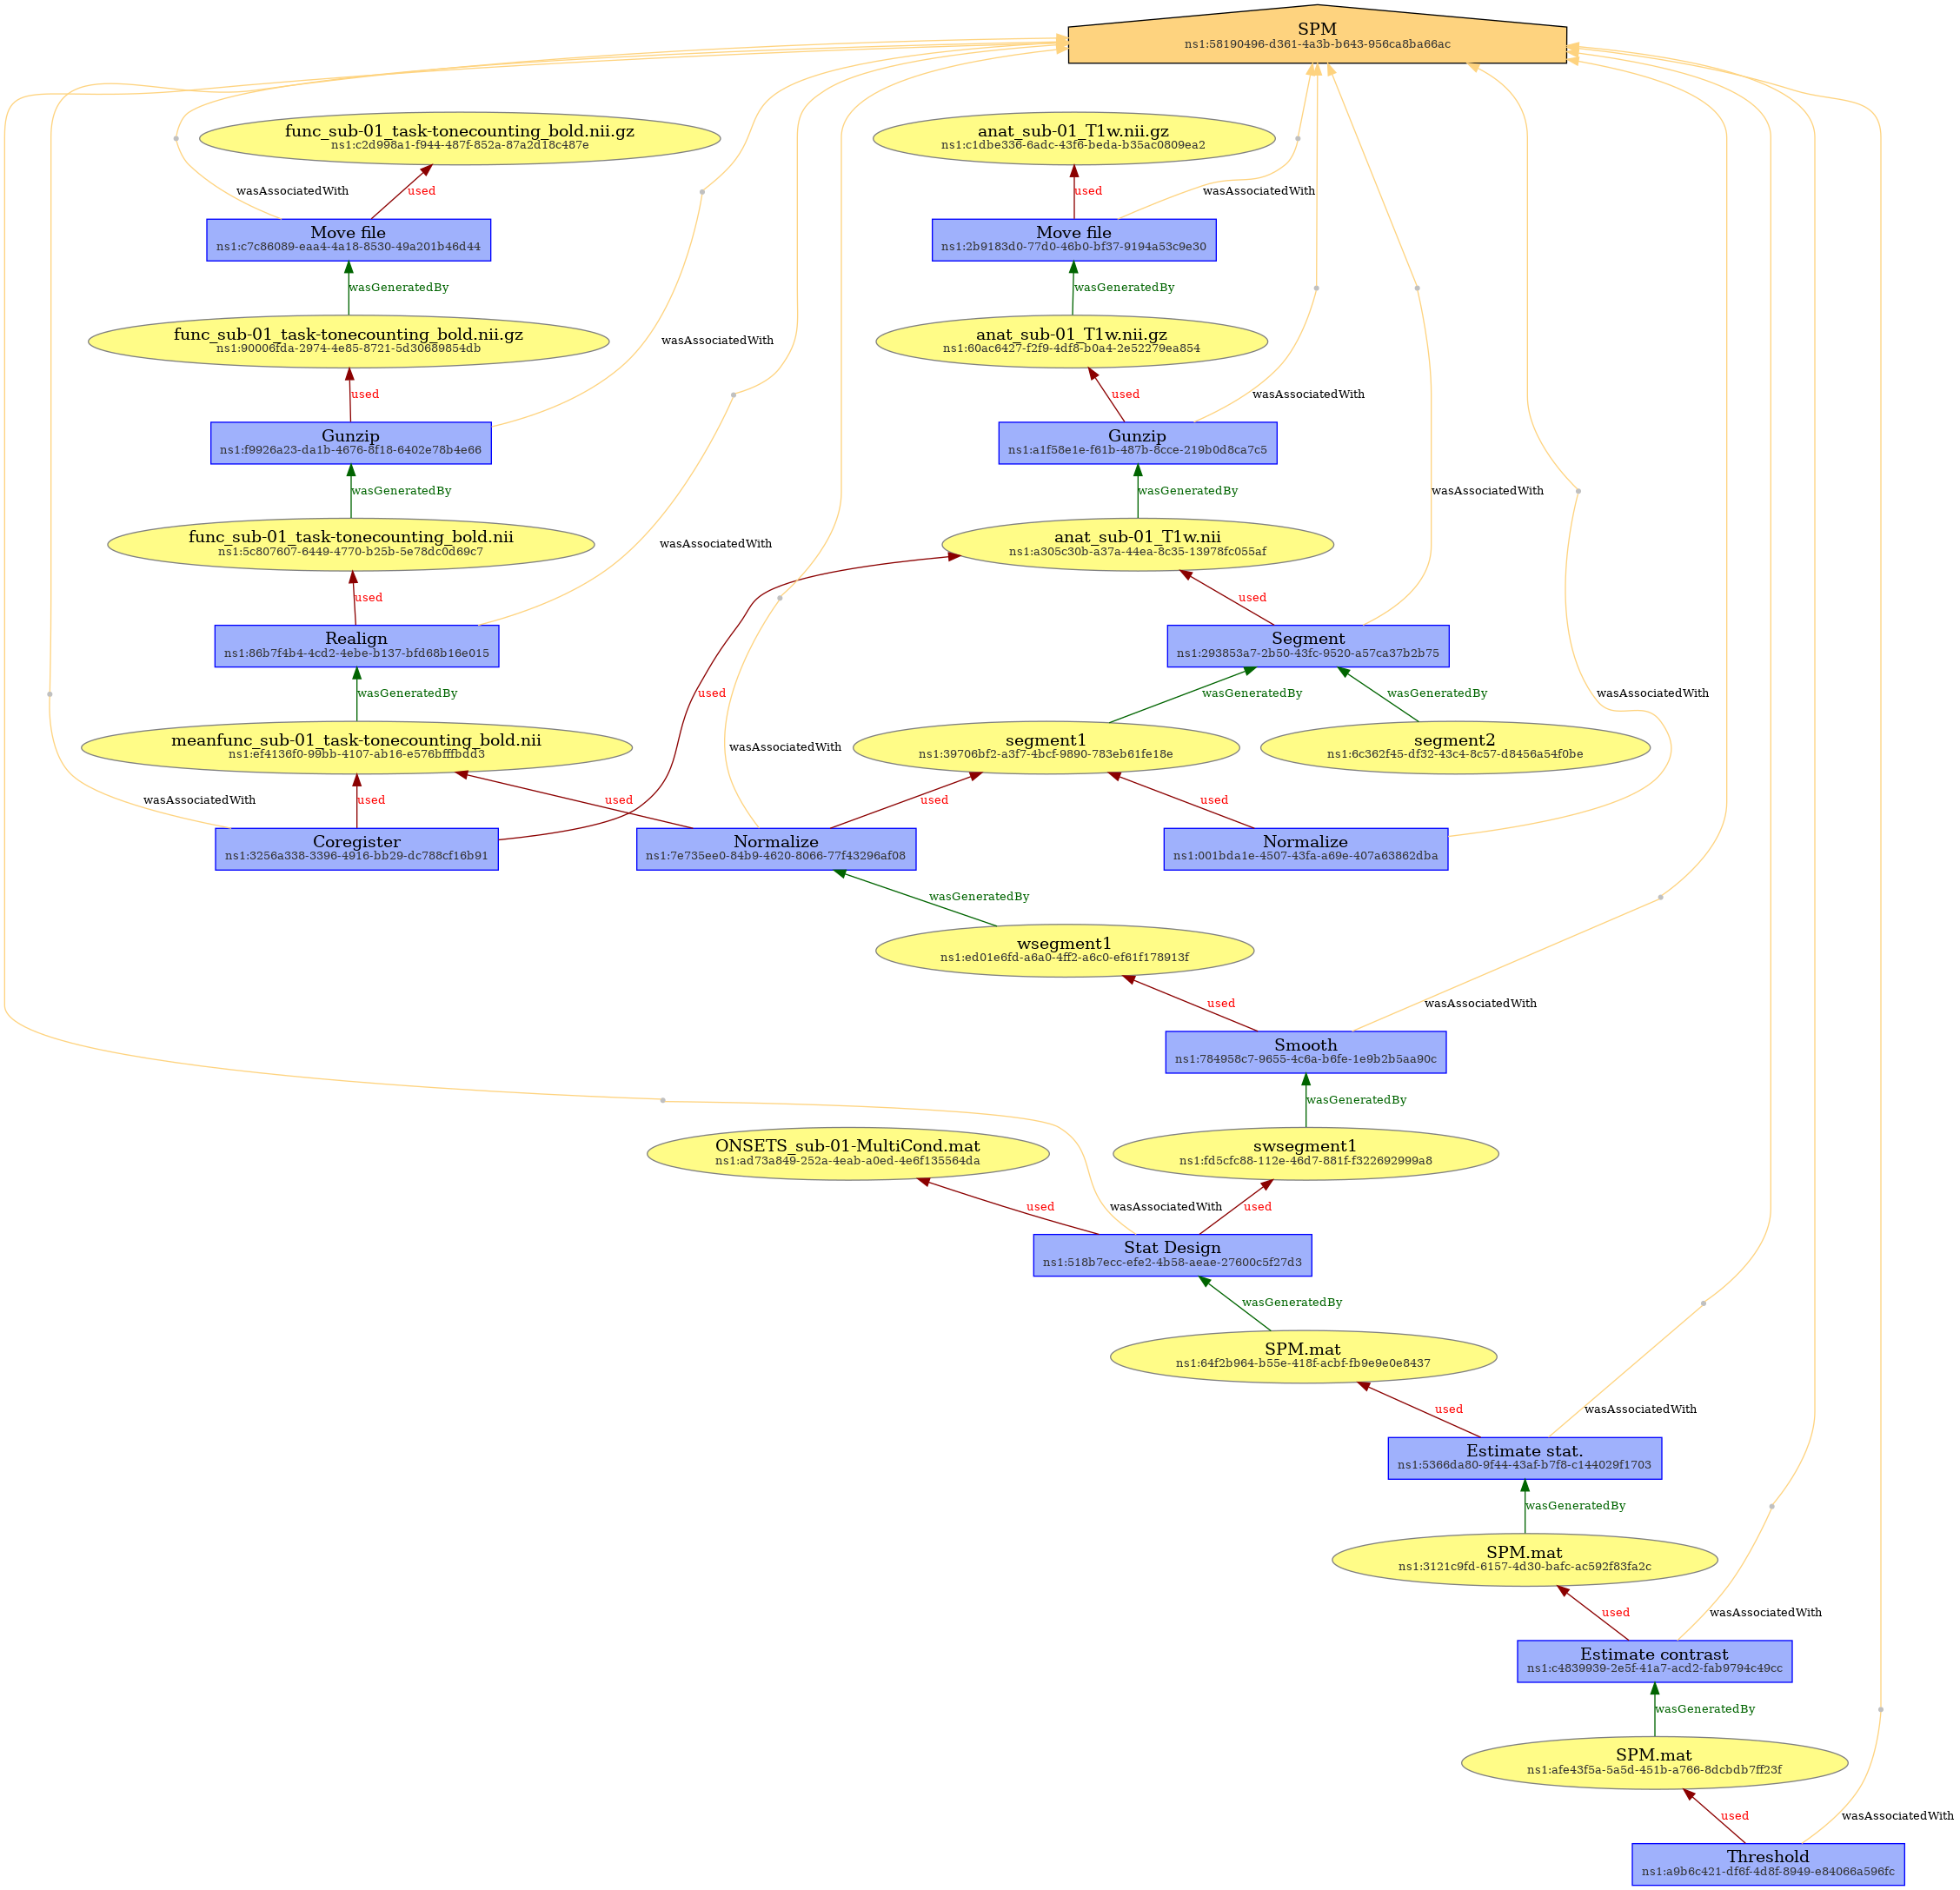 SPM
ns1:58190496-d361-4a3b-b643-956ca8ba66ac
func_sub-01_task-tonecounting_bold.nii.gz
ns1:c2d998a1-f944-487f-852a-87a2d18c487e
anat_sub-01_T1w.nii.gz
ns1:c1dbe336-6adc-43f6-beda-b35ac0809ea2
wasAssociatedWith
used
used
wasAssociatedWith
Move file
ns1:c7c86089-eaa4-4a18-8530-49a201b46d44
Move file
ns1:2b9183d0-77d0-46b0-bf37-9194a53c9e30
wasGeneratedBy
wasGeneratedBy
func_sub-01_task-tonecounting_bold.nii.gz
ns1:90006fda-2974-4e85-8721-5d30689854db
wasAssociatedWith
anat_sub-01_T1w.nii.gz
ns1:60ac6427-f2f9-4df8-b0a4-2e52279ea854
used
used
wasAssociatedWith
Gunzip
ns1:f9926a23-da1b-4676-8f18-6402e78b4e66
Gunzip
ns1:a1f58e1e-f61b-487b-8cce-219b0d8ca7c5
wasGeneratedBy
wasGeneratedBy
wasAssociatedWith
func_sub-01_task-tonecounting_bold.nii
ns1:5c807607-6449-4770-b25b-5e78dc0d69c7
wasAssociatedWith
anat_sub-01_T1w.nii
ns1:a305c30b-a37a-44ea-8c35-13978fc055af
used
used
Realign
ns1:86b7f4b4-4cd2-4ebe-b137-bfd68b16e015
Segment
ns1:293853a7-2b50-43fc-9520-a57ca37b2b75
wasGeneratedBy
used
wasGeneratedBy
wasGeneratedBy
wasAssociatedWith
meanfunc_sub-01_task-tonecounting_bold.nii
ns1:ef4136f0-99bb-4107-ab16-e576bfffbdd3
wasAssociatedWith
segment1
ns1:39706bf2-a3f7-4bcf-9890-783eb61fe18e
segment2
ns1:6c362f45-df32-43c4-8c57-d8456a54f0be
wasAssociatedWith
used
used
used
used
Coregister
ns1:3256a338-3396-4916-bb29-dc788cf16b91
Normalize
ns1:7e735ee0-84b9-4620-8066-77f43296af08
Normalize
ns1:001bda1e-4507-43fa-a69e-407a63862dba
wasGeneratedBy
wsegment1
ns1:ed01e6fd-a6a0-4ff2-a6c0-ef61f178913f
used
wasAssociatedWith
Smooth
ns1:784958c7-9655-4c6a-b6fe-1e9b2b5aa90c
wasGeneratedBy
ONSETS_sub-01-MultiCond.mat
ns1:ad73a849-252a-4eab-a0ed-4e6f135564da
swsegment1
ns1:fd5cfc88-112e-46d7-881f-f322692999a8
used
wasAssociatedWith
used
Stat Design
ns1:518b7ecc-efe2-4b58-aeae-27600c5f27d3
wasGeneratedBy
SPM.mat
ns1:64f2b964-b55e-418f-acbf-fb9e9e0e8437
used
wasAssociatedWith
Estimate stat.
ns1:5366da80-9f44-43af-b7f8-c144029f1703
wasGeneratedBy
SPM.mat
ns1:3121c9fd-6157-4d30-bafc-ac592f83fa2c
used
wasAssociatedWith
Estimate contrast
ns1:c4839939-2e5f-41a7-acd2-fab9794c49cc
wasGeneratedBy
SPM.mat
ns1:afe43f5a-5a5d-451b-a766-8dcbdb7ff23f
used
wasAssociatedWith
Threshold
ns1:a9b6c421-df6f-4d8f-8949-e84066a596fc